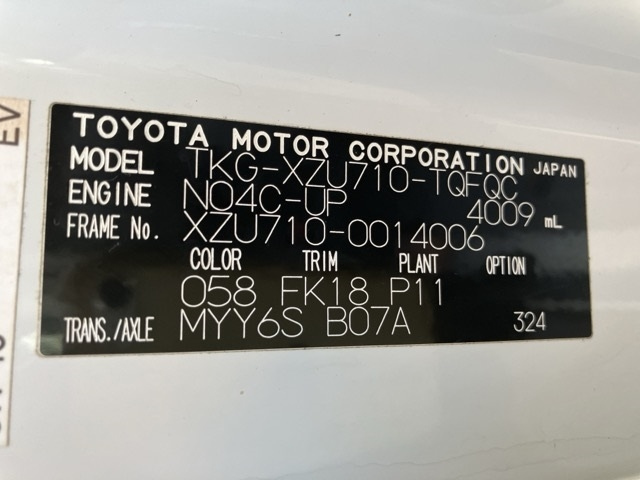 TOYOTA MOTOR CORPORATION JAPAN
MODEL TKG-XZU710-TQFQC
ENGINE N04C-UP 4009 mL
FRAME No. XZU710-0014006
COLOR TRIM PLANT OPTION
058 FK18 P11
TRANS./AXLE MYY6S B07A 324
EV